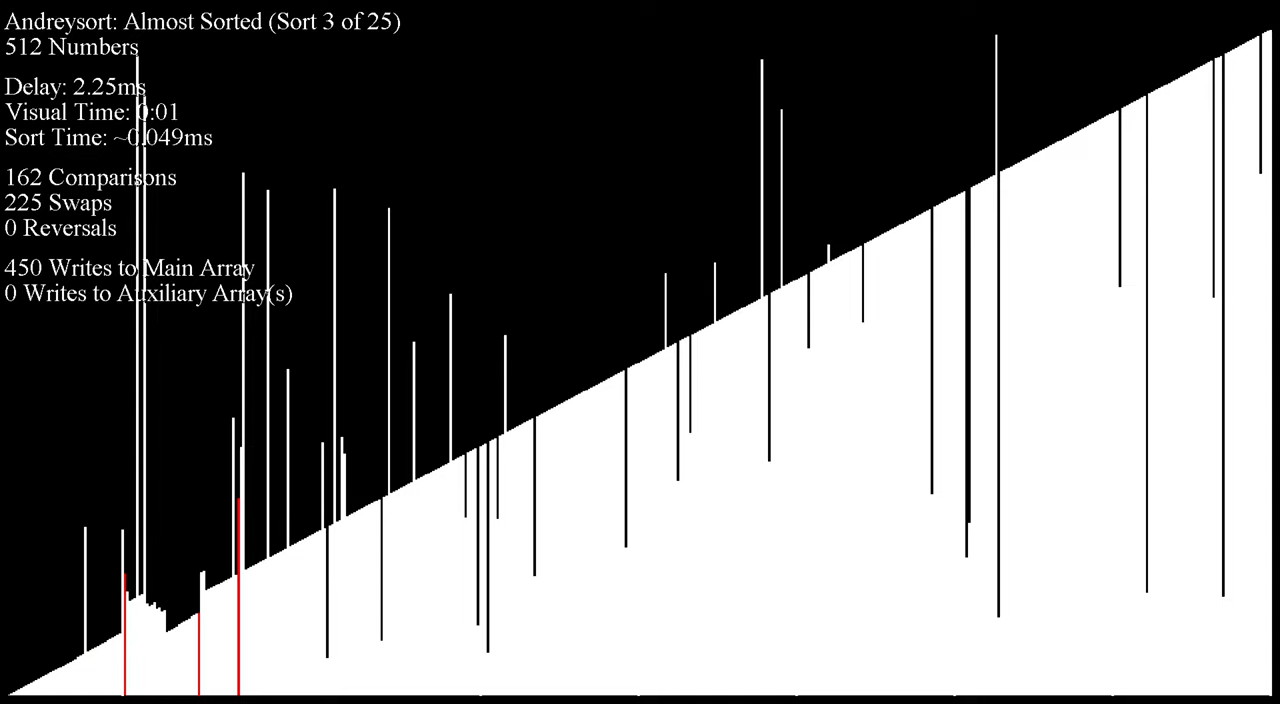 Andreysort: Almost Sorted (Sort 3 of 25)
512 Numbers
Delay: 2.25ms
Visual Time: 0:01
Sort Time: ~0.049ms
162 Comparisons
225 Swaps
0 Reversals
450 Writes to Main Array
0 Writes to Auxiliary Array(s)